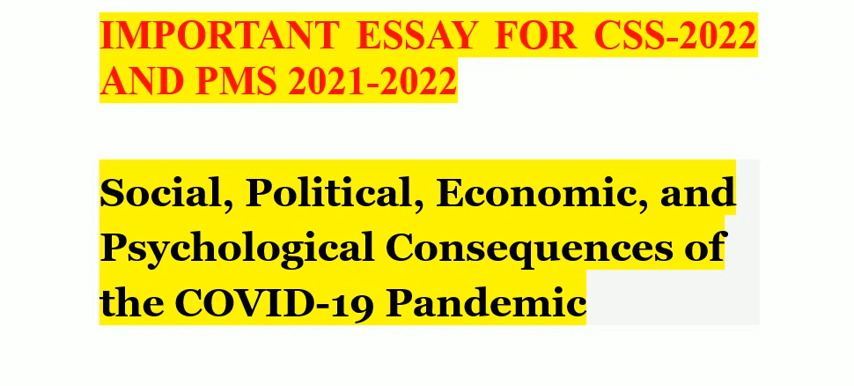 IMPORTANT ESSAY FOR CSS-2022
AND PMS 2021-2022
Social, Political, Economic, and
Psychological Consequences of
the COVID-19 Pandemic